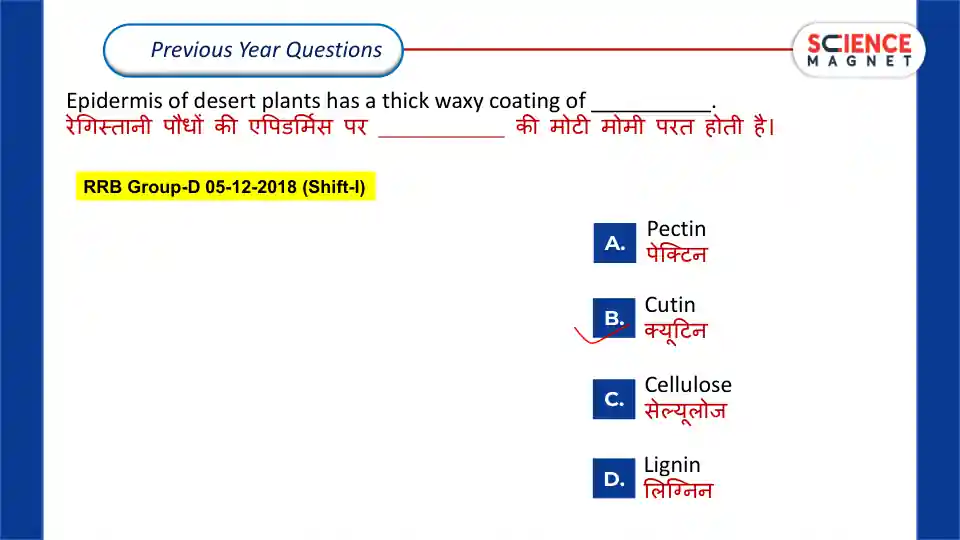 Previous Year Questions
SCIENCE
MAGNET
Epidermis of desert plants has a thick waxy coating of __________.
रेगिस्तानी पौधों की एपिडर्मिस पर ___________ की मोटी मोमी परत होती है।
RRB Group-D 05-12-2018 (Shift-I)
A. Pectin
पेक्टिन
B. Cutin
क्यूटिन
C. Cellulose
सेल्यूलोज
D. Lignin
लिग्निन